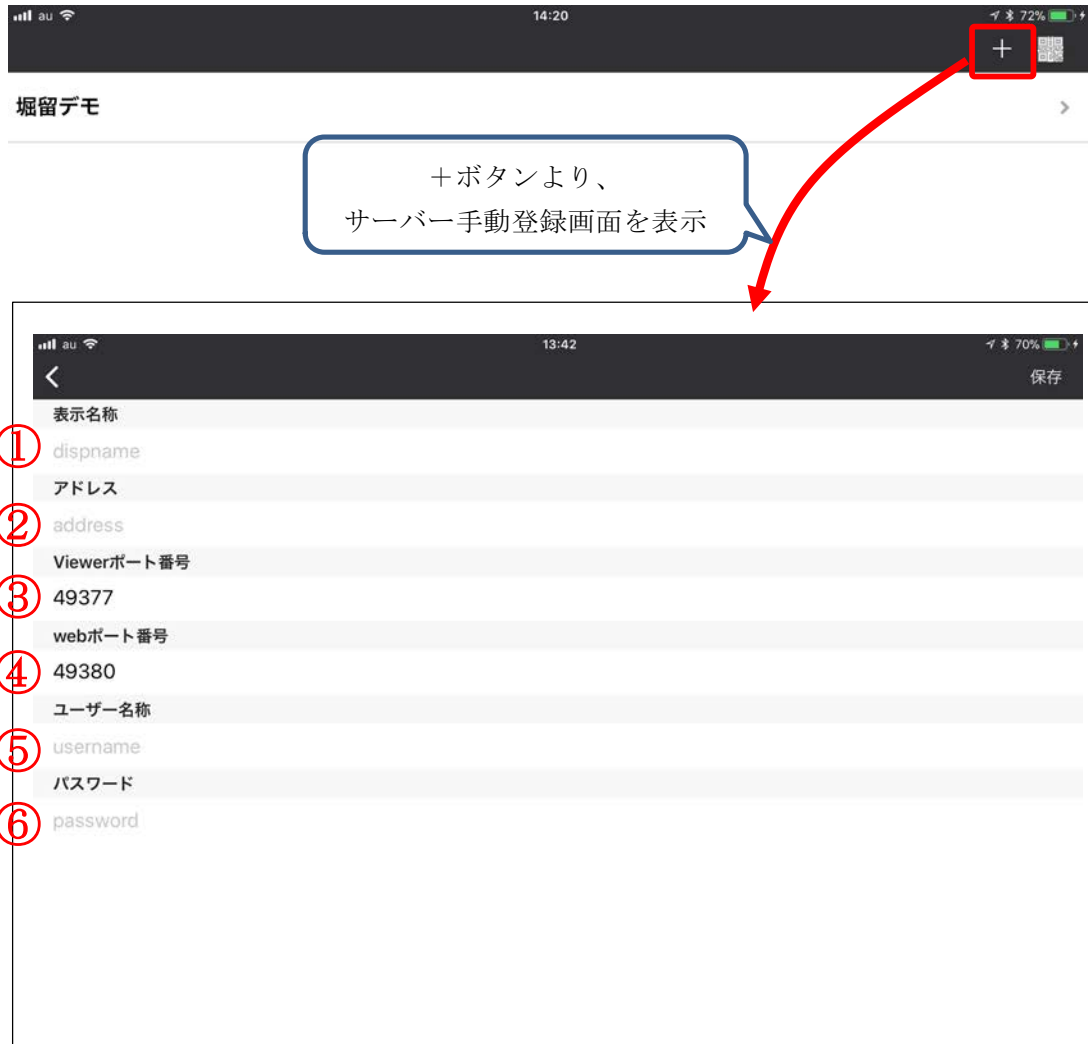 au 14:20 72%
+
堀留デモ
+ボタンより、
サーバー手動登録画面を表示
au 13:42 70%
保存
表示名称
① dispname
アドレス
② address
Viewerポート番号
③ 49377
webポート番号
④ 49380
ユーザー名称
⑤ username
パスワード
⑥ password